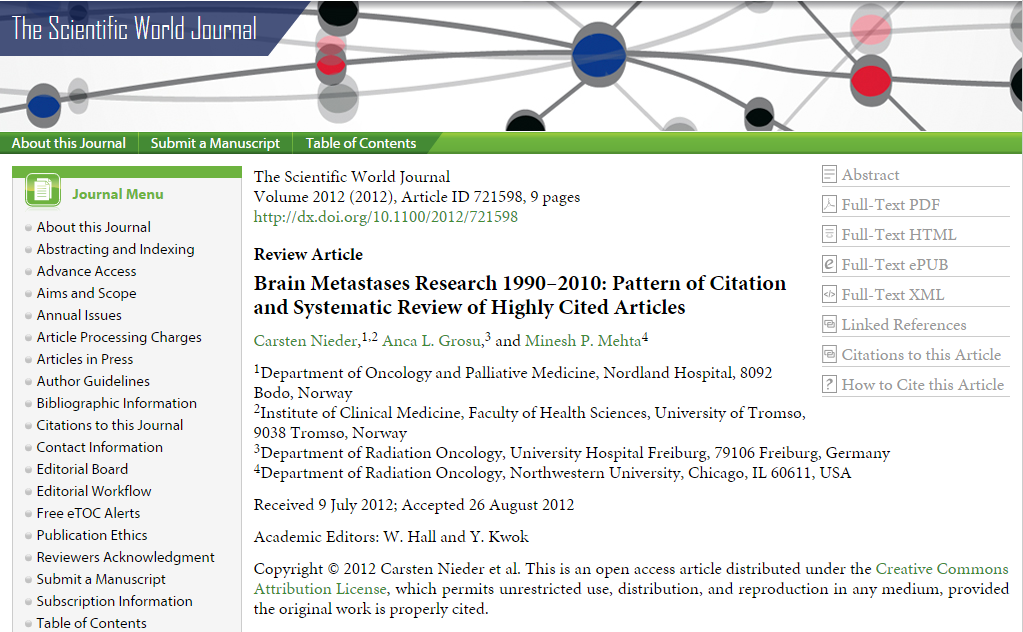 The Scientific World Journal
About this Journal
Submit a Manuscript
Table of Contents
Journal Menu
About this Journal
Abstracting and Indexing
Advance Access
Aims and Scope
Annual Issues
Article Processing Charges
Articles in Press
Author Guidelines
Bibliographic Information
Citations to this Journal
Contact Information
Editorial Board
Editorial Workflow
Free eTOC Alerts
Publication Ethics
Reviewers Acknowledgment
Submit a Manuscript
Subscription Information
Table of Contents
The Scientific World Journal
Volume 2012 (2012), Article ID 721598, 9 pages
http://dx.doi.org/10.1100/2012/721598
Review Article
Brain Metastases Research 1990–2010: Pattern of Citation
and Systematic Review of Highly Cited Articles
Carsten Nieder,1,2 Anca L. Grosu,3 and Minesh P. Mehta4
1Department of Oncology and Palliative Medicine, Nordland Hospital, 8092
Bodo, Norway
2Institute of Clinical Medicine, Faculty of Health Sciences, University of Tromso,
9038 Tromso, Norway
3Department of Radiation Oncology, University Hospital Freiburg, 79106 Freiburg, Germany
4Department of Radiation Oncology, Northwestern University, Chicago, IL 60611, USA
Received 9 July 2012; Accepted 26 August 2012
Academic Editors: W. Hall and Y. Kwok
Copyright © 2012 Carsten Nieder et al. This is an open access article distributed under the Creative Commons
Attribution License, which permits unrestricted use, distribution, and reproduction in any medium, provided
the original work is properly cited.
Abstract
Full-Text PDF
Full-Text HTML
Full-Text ePUB
Full-Text XML
Linked References
Citations to this Article
How to Cite this Article